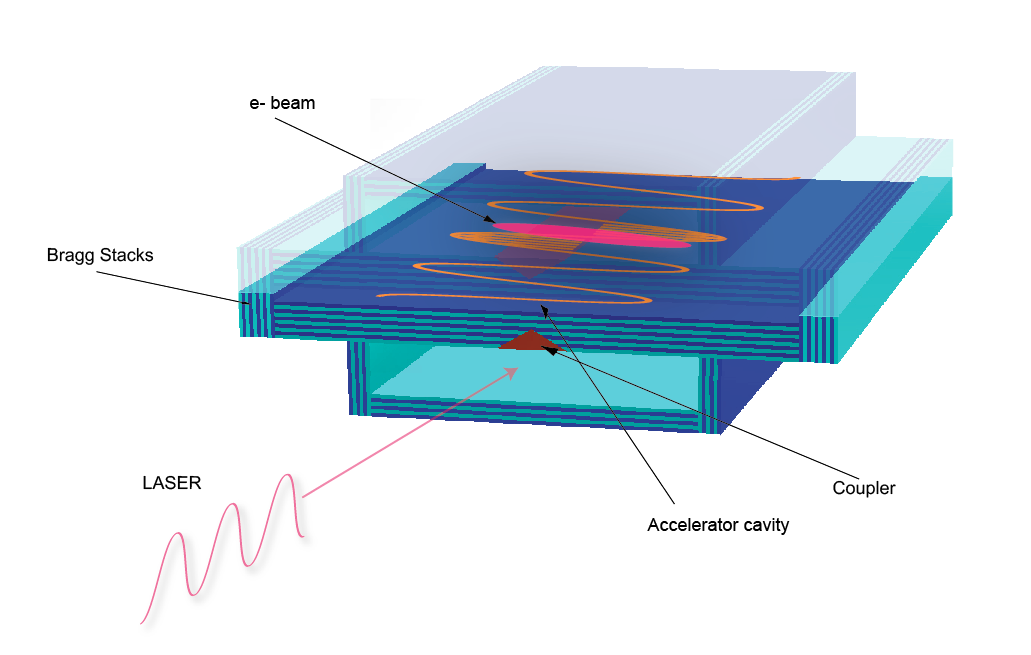 e- beam
Bragg Stacks
LASER
Coupler
Accelerator cavity